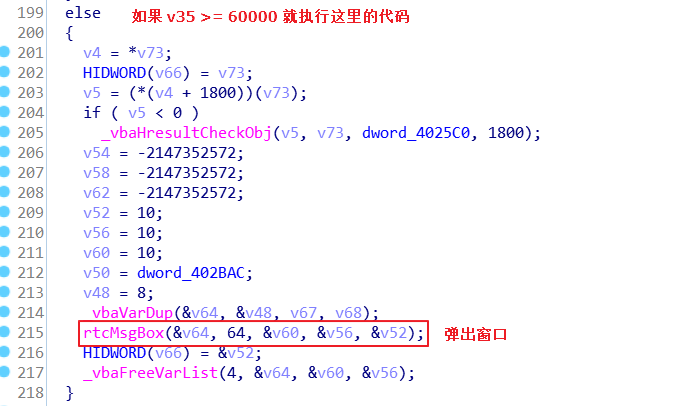 199 else 如果 v35 >= 60000 就执行这里的代码
200 {
201 v4 = *v73;
202 HIDWORD(v66) = v73;
203 v5 = (*(v4 + 1800))(v73);
204 if ( v5 < 0 )
205 _vbaHresultCheckObj(v5, v73, dword_4025C0, 1800);
206 v54 = -2147352572;
207 v58 = -2147352572;
208 v62 = -2147352572;
209 v52 = 10;
210 v56 = 10;
211 v60 = 10;
212 v50 = dword_402BAC;
213 v48 = 8;
214 _vbaVarDup(&v64, &v48, v67, v68);
215 rtcMsgBox(&v64, 64, &v60, &v56, &v52); 弹出窗口
216 HIDWORD(v66) = &v52;
217 _vbaFreeVarList(4, &v64, &v60, &v56);
218 }